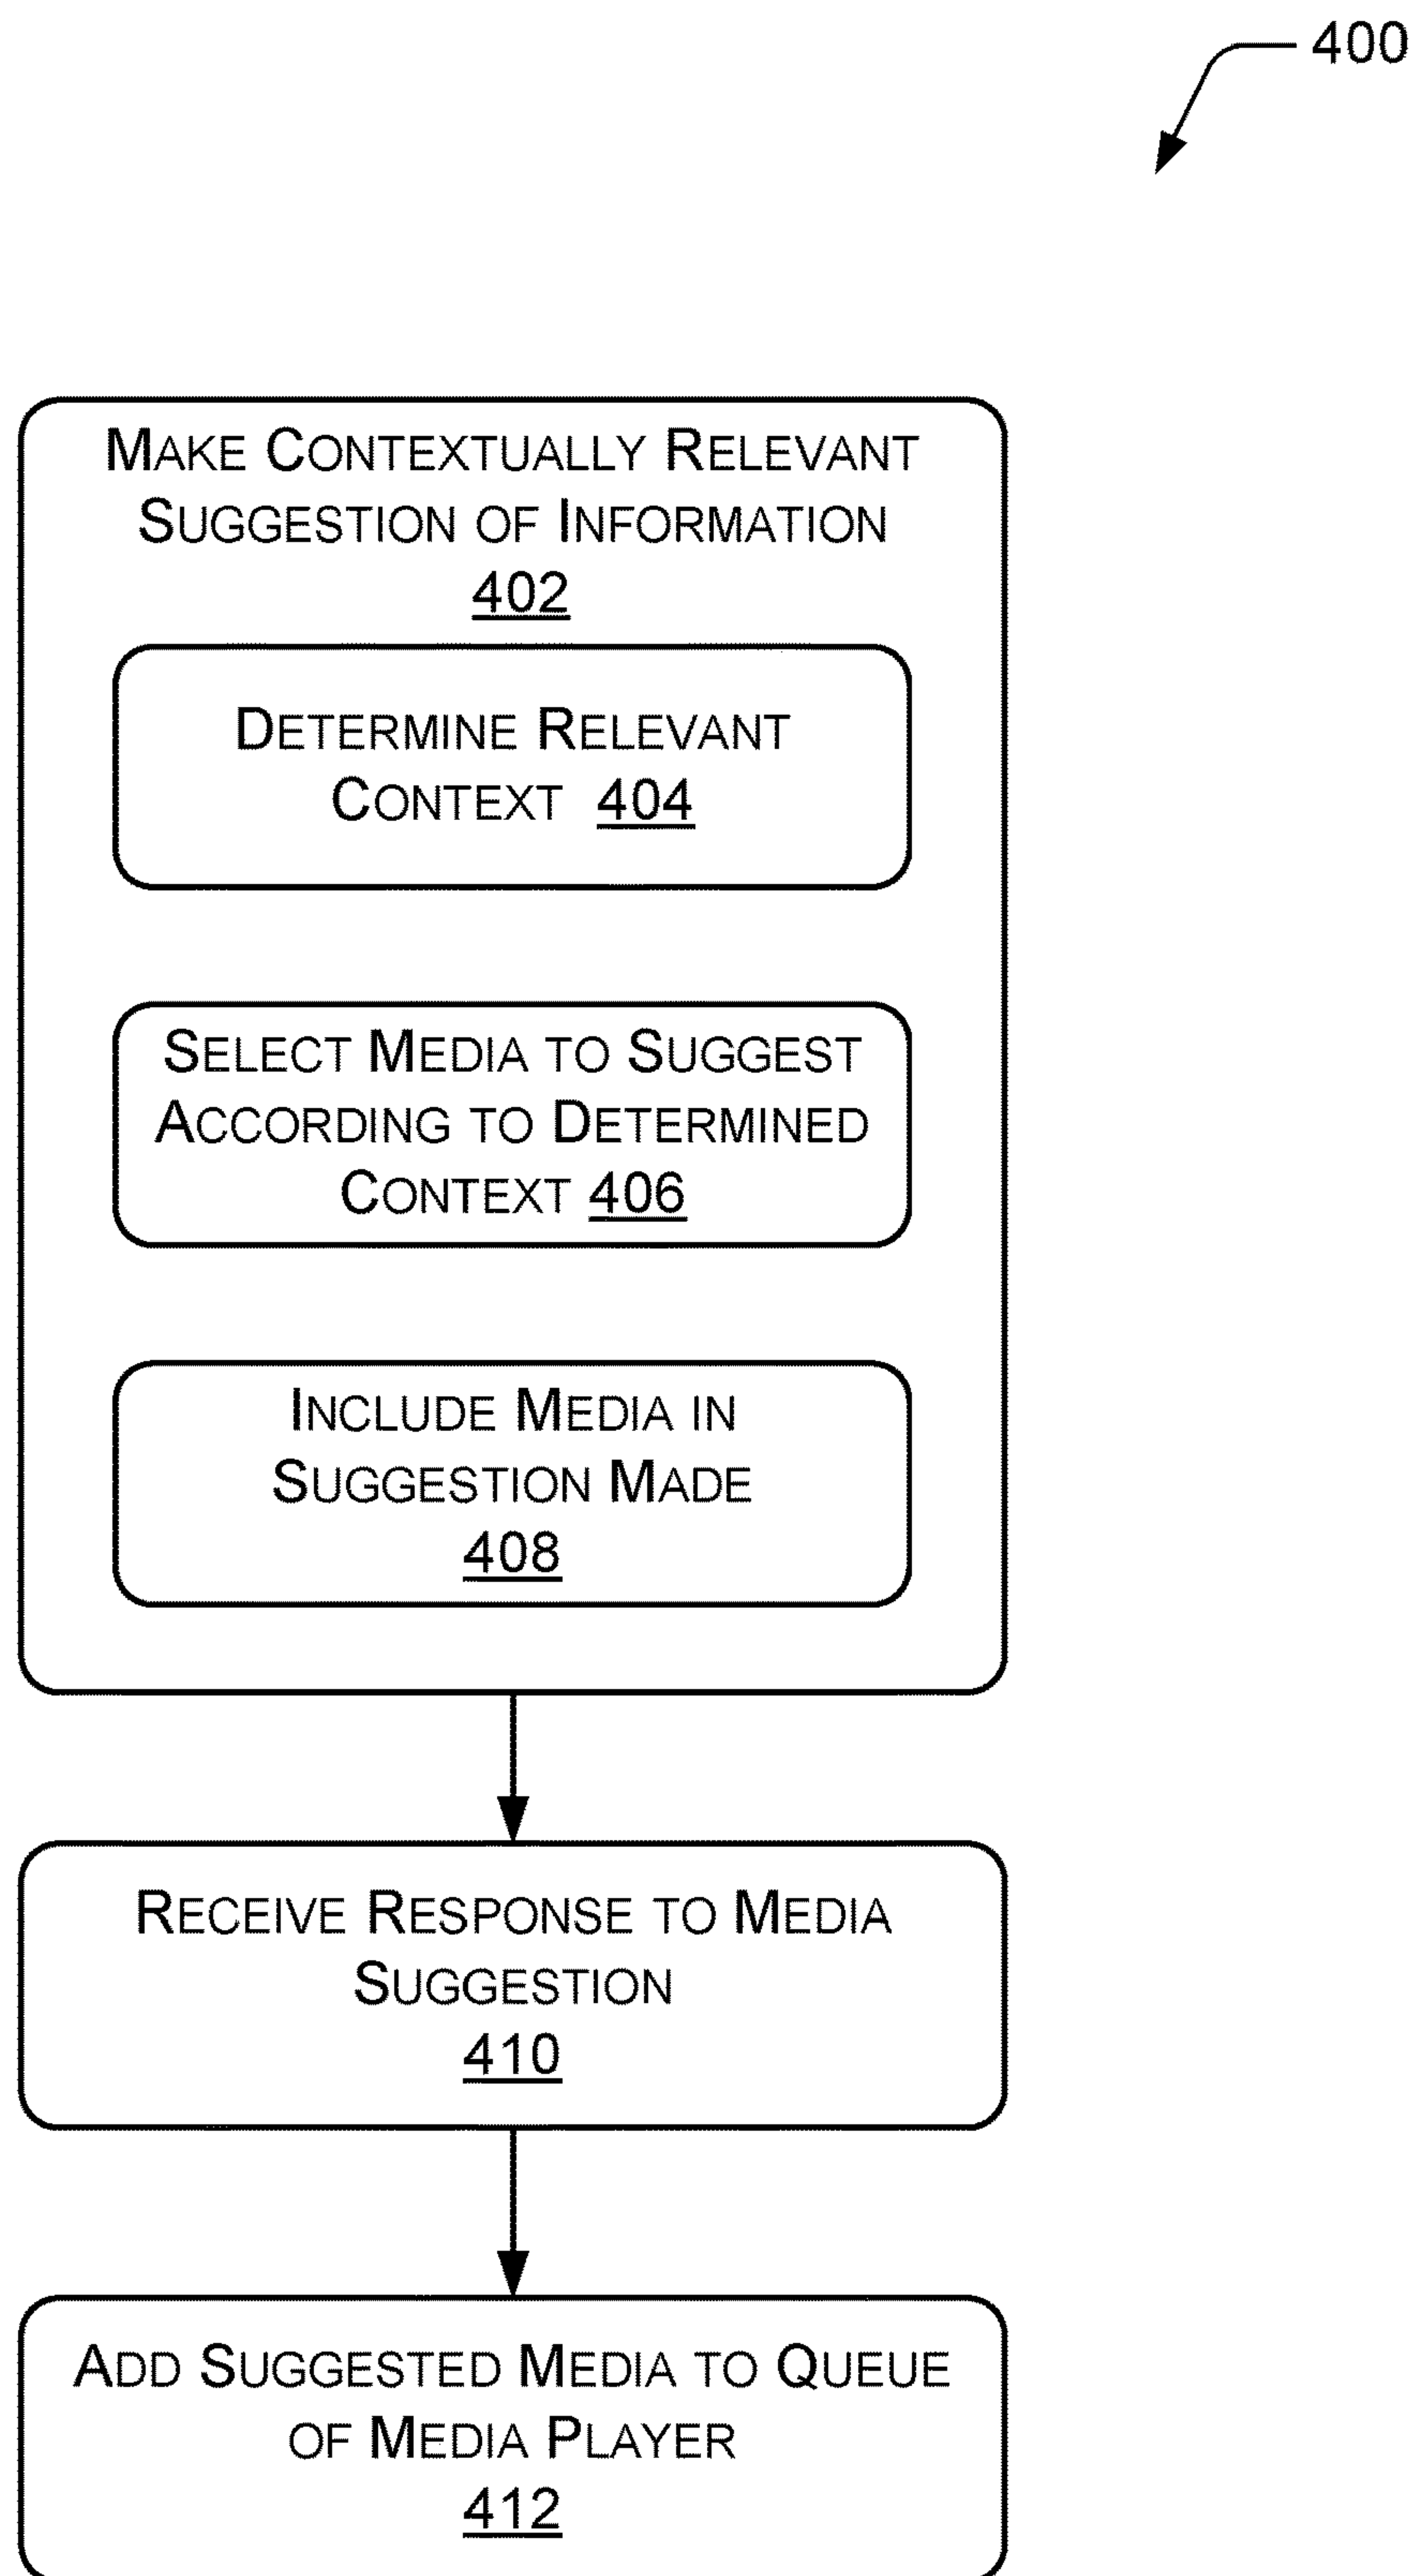 400
MAKE CONTEXTUALLY RELEVANT
SUGGESTION OF INFORMATION
402
DETERMINE RELEVANT
CONTEXT 404
SELECT MEDIA TO SUGGEST
ACCORDING TO DETERMINED
CONTEXT 406
INCLUDE MEDIA IN
SUGGESTION MADE
408
RECEIVE RESPONSE TO MEDIA
SUGGESTION
410
ADD SUGGESTED MEDIA TO QUEUE
OF MEDIA PLAYER
412